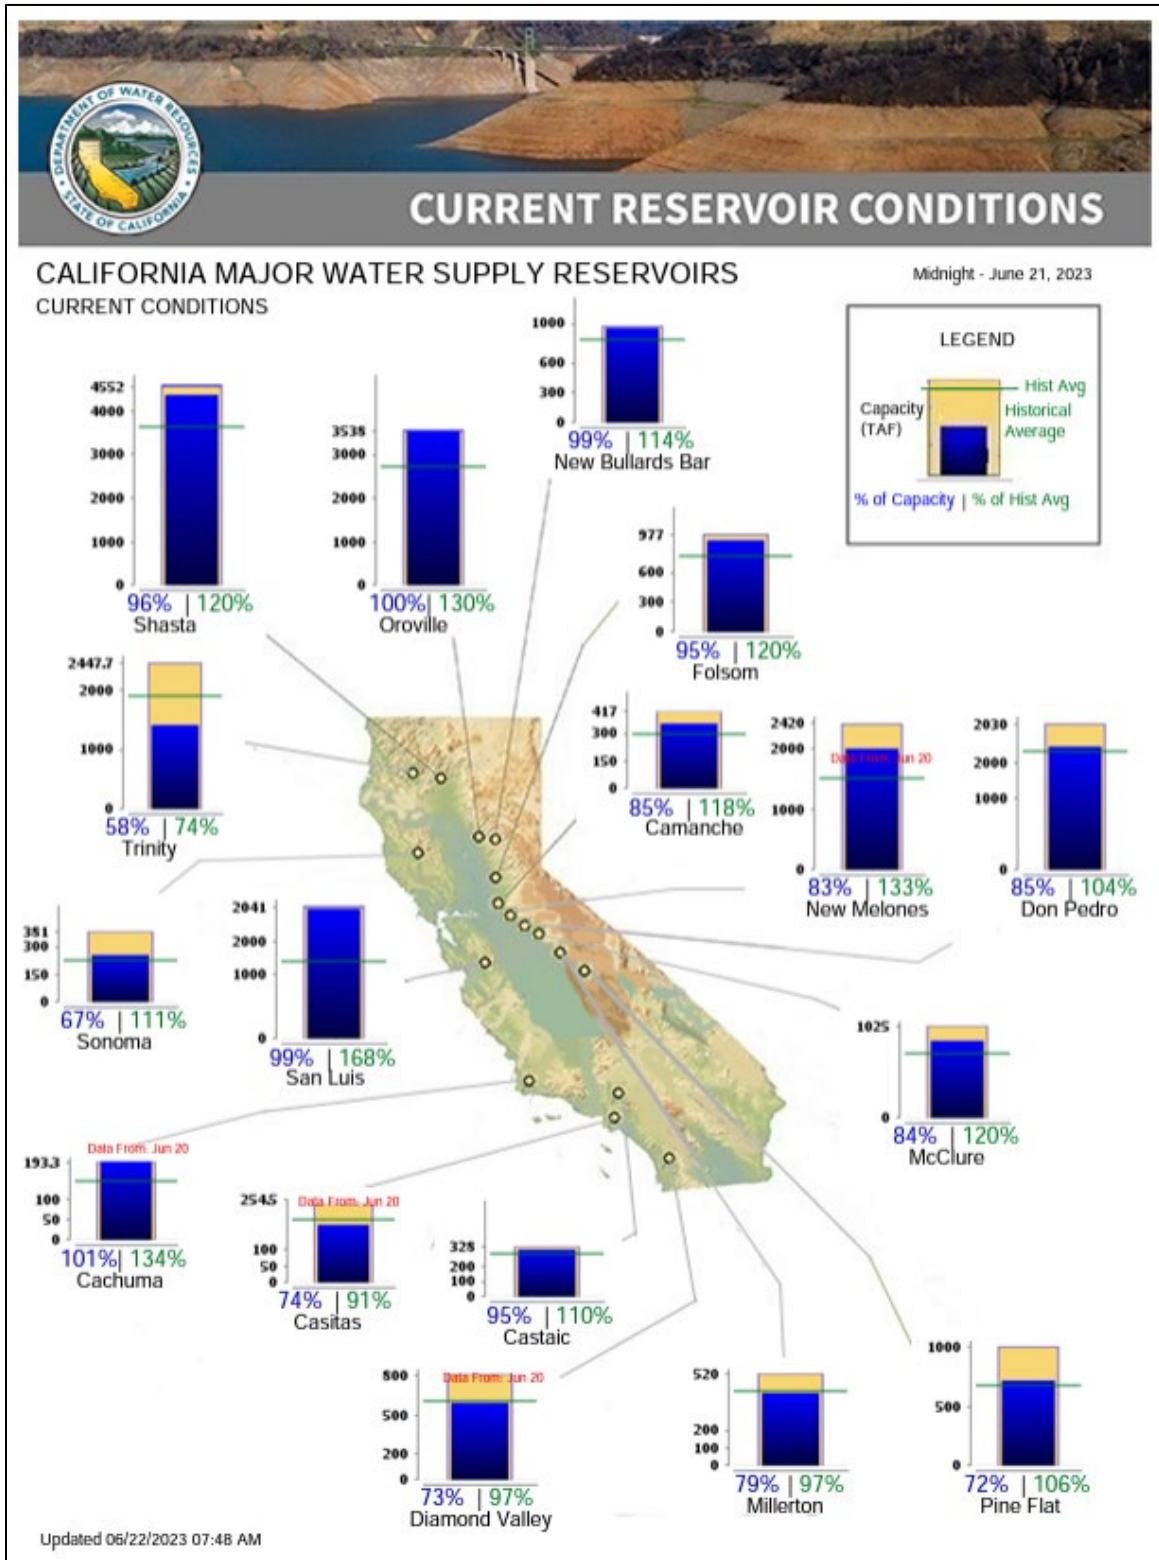 DEPARTMENT OF WATER RESOURCES
STATE OF CALIFORNIA
CURRENT RESERVOIR CONDITIONS
CALIFORNIA MAJOR WATER SUPPLY RESERVOIRS
CURRENT CONDITIONS
Midnight - June 21, 2023
LEGEND
Hist Avg
Capacity
(TAF)
Historical
Average
% of Capacity | % of Hist Avg
4552
4000
3000
2000
1000
0
96% | 120%
Shasta
3538
3000
2000
1000
0
100% | 130%
Oroville
1000
600
300
0
99% | 114%
New Bullards Bar
977
600
300
0
95% | 120%
Folsom
2447.7
2000
1000
0
58% | 74%
Trinity
417
300
150
0
85% | 118%
Camanche
2420
2000
Data From: Jun 20
1000
0
83% | 133%
New Melones
2030
2000
1000
0
85% | 104%
Don Pedro
381
300
150
0
67% | 111%
Sonoma
2041
2000
1000
0
99% | 168%
San Luis
1025
0
84% | 120%
McClure
Data From: Jun 20
193.3
100
50
0
101% | 134%
Cachuma
254.5
Data From: Jun 20
100
50
0
74% | 91%
Casitas
328
200
100
0
95% | 110%
Castaic
800
Data From: Jun 20
500
200
0
73% | 97%
Diamond Valley
520
200
100
0
79% | 97%
Millerton
1000
500
0
72% | 106%
Pine Flat
Updated 06/22/2023 07:48 AM